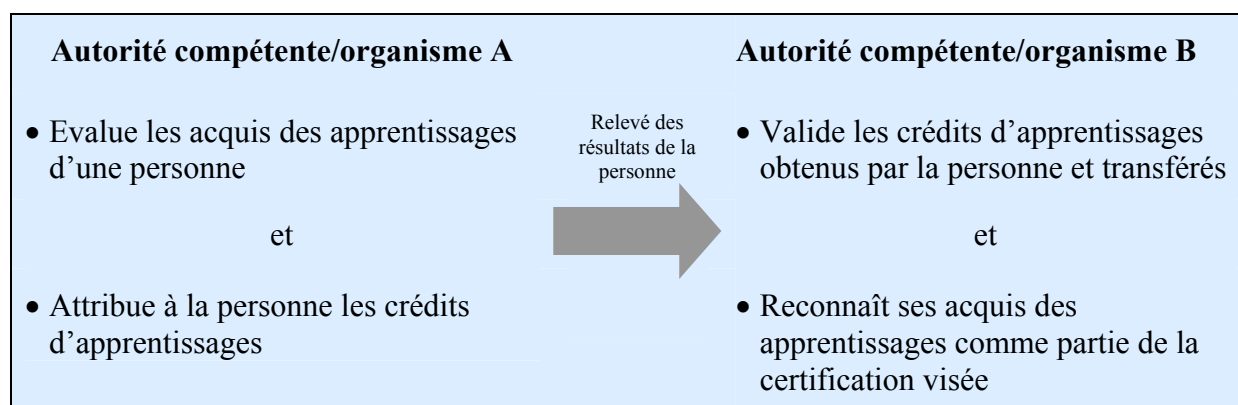 Autorité compétente/organisme A
• Evalue les acquis des apprentissages
d’une personne
et
• Attribue à la personne les crédits
d’apprentissages
Relevé des
résultats de la
personne
Autorité compétente/organisme B
• Valide les crédits d’apprentissages
obtenus par la personne et transférés
et
• Reconnaît ses acquis des
apprentissages comme partie de la
certification visée